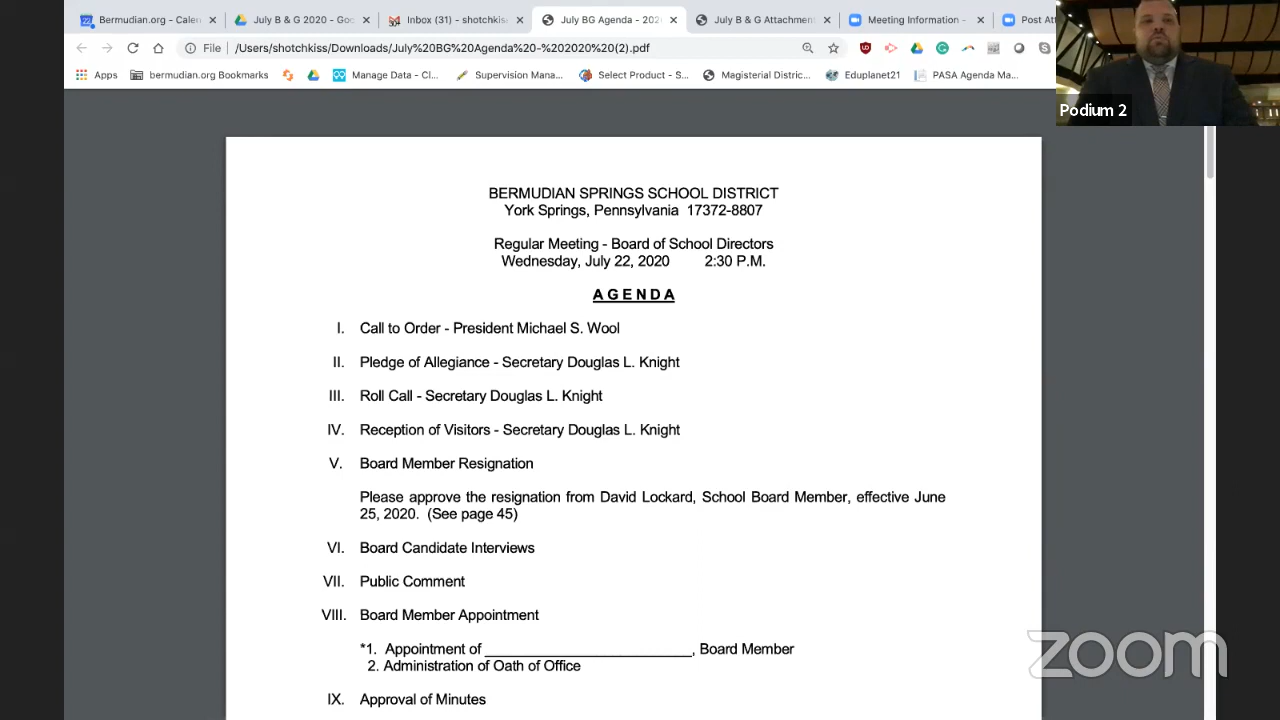 Bermudian.org - Calen
July B & G 2020 - Goo
Inbox (31) - shotchkiss
July BG Agenda - 202
July B & G Attachment
Meeting Information -
Post Att
File /Users/shotchkiss/Downloads/July%20BG%20Agenda%20-%202020%20(2).pdf
Apps bermudian.org Bookmarks Manage Data - Cl... Supervision Mana... Select Product - S... Magisterial Distric... Eduplanet21 PASA Agenda Ma...
Podium 2
BERMUDIAN SPRINGS SCHOOL DISTRICT
York Springs, Pennsylvania 17372-8807
Regular Meeting - Board of School Directors
Wednesday, July 22, 2020 2:30 P.M.
AGENDA
I. Call to Order - President Michael S. Wool
II. Pledge of Allegiance - Secretary Douglas L. Knight
III. Roll Call - Secretary Douglas L. Knight
IV. Reception of Visitors - Secretary Douglas L. Knight
V. Board Member Resignation
Please approve the resignation from David Lockard, School Board Member, effective June
25, 2020. (See page 45)
VI. Board Candidate Interviews
VII. Public Comment
VIII. Board Member Appointment
*1. Appointment of _________________________, Board Member
2. Administration of Oath of Office
IX. Approval of Minutes
zoom